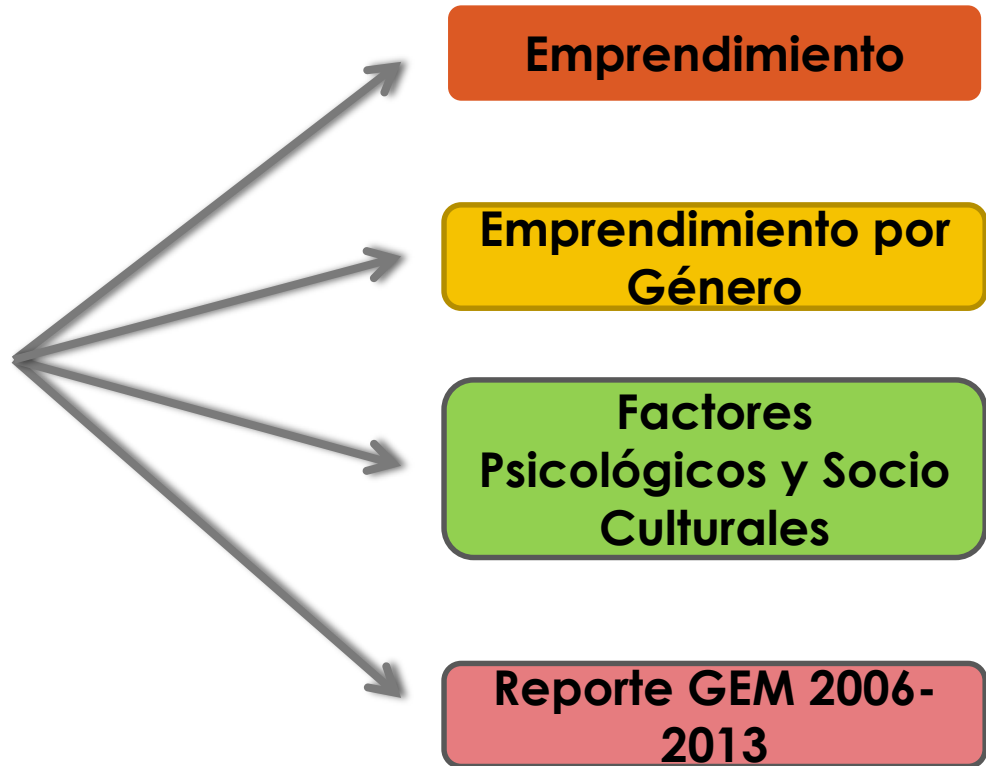 Emprendimiento
Emprendimiento por
Género
Factores
Psicológicos y Socio
Culturales
Reporte GEM 2006-
2013